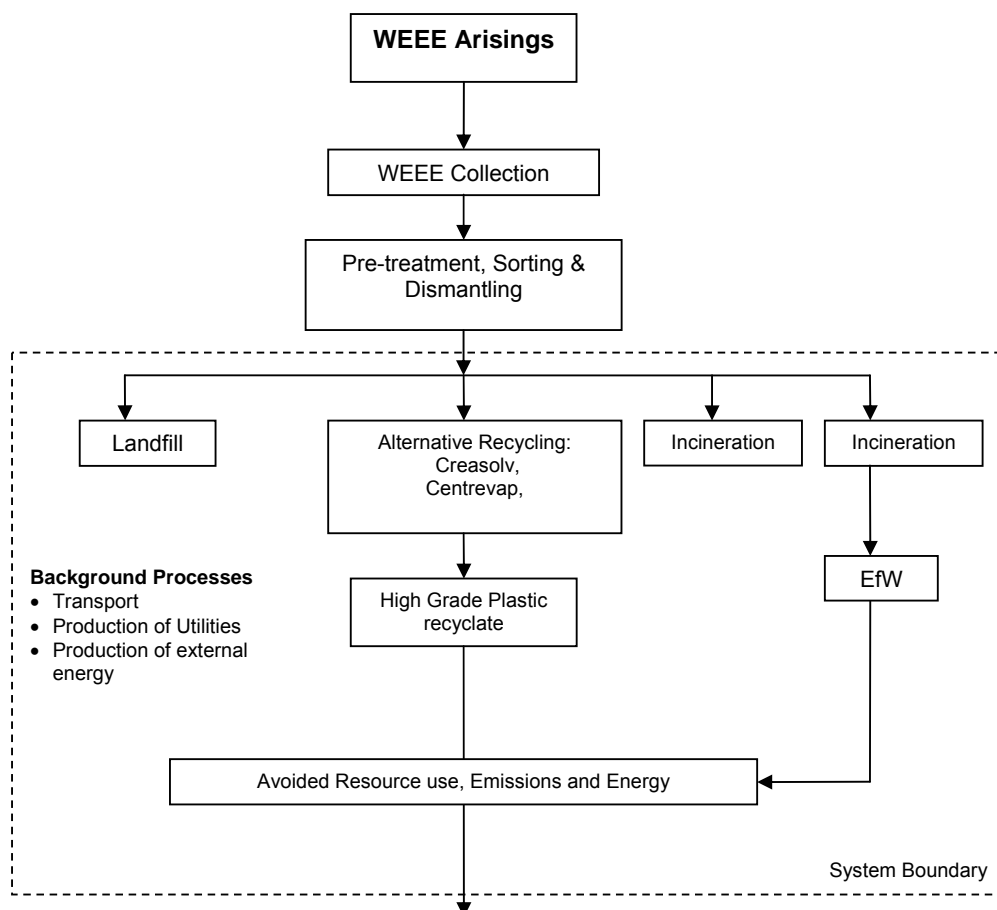 WEEE Arisings
WEEE Collection
Pre-treatment, Sorting &
Dismantling
Landfill
Alternative Recycling:
Creasolv,
Centrevap,
Incineration
Incineration
Background Processes
• Transport
• Production of Utilities
• Production of external
energy
High Grade Plastic
recyclate
EfW
Avoided Resource use, Emissions and Energy
System Boundary